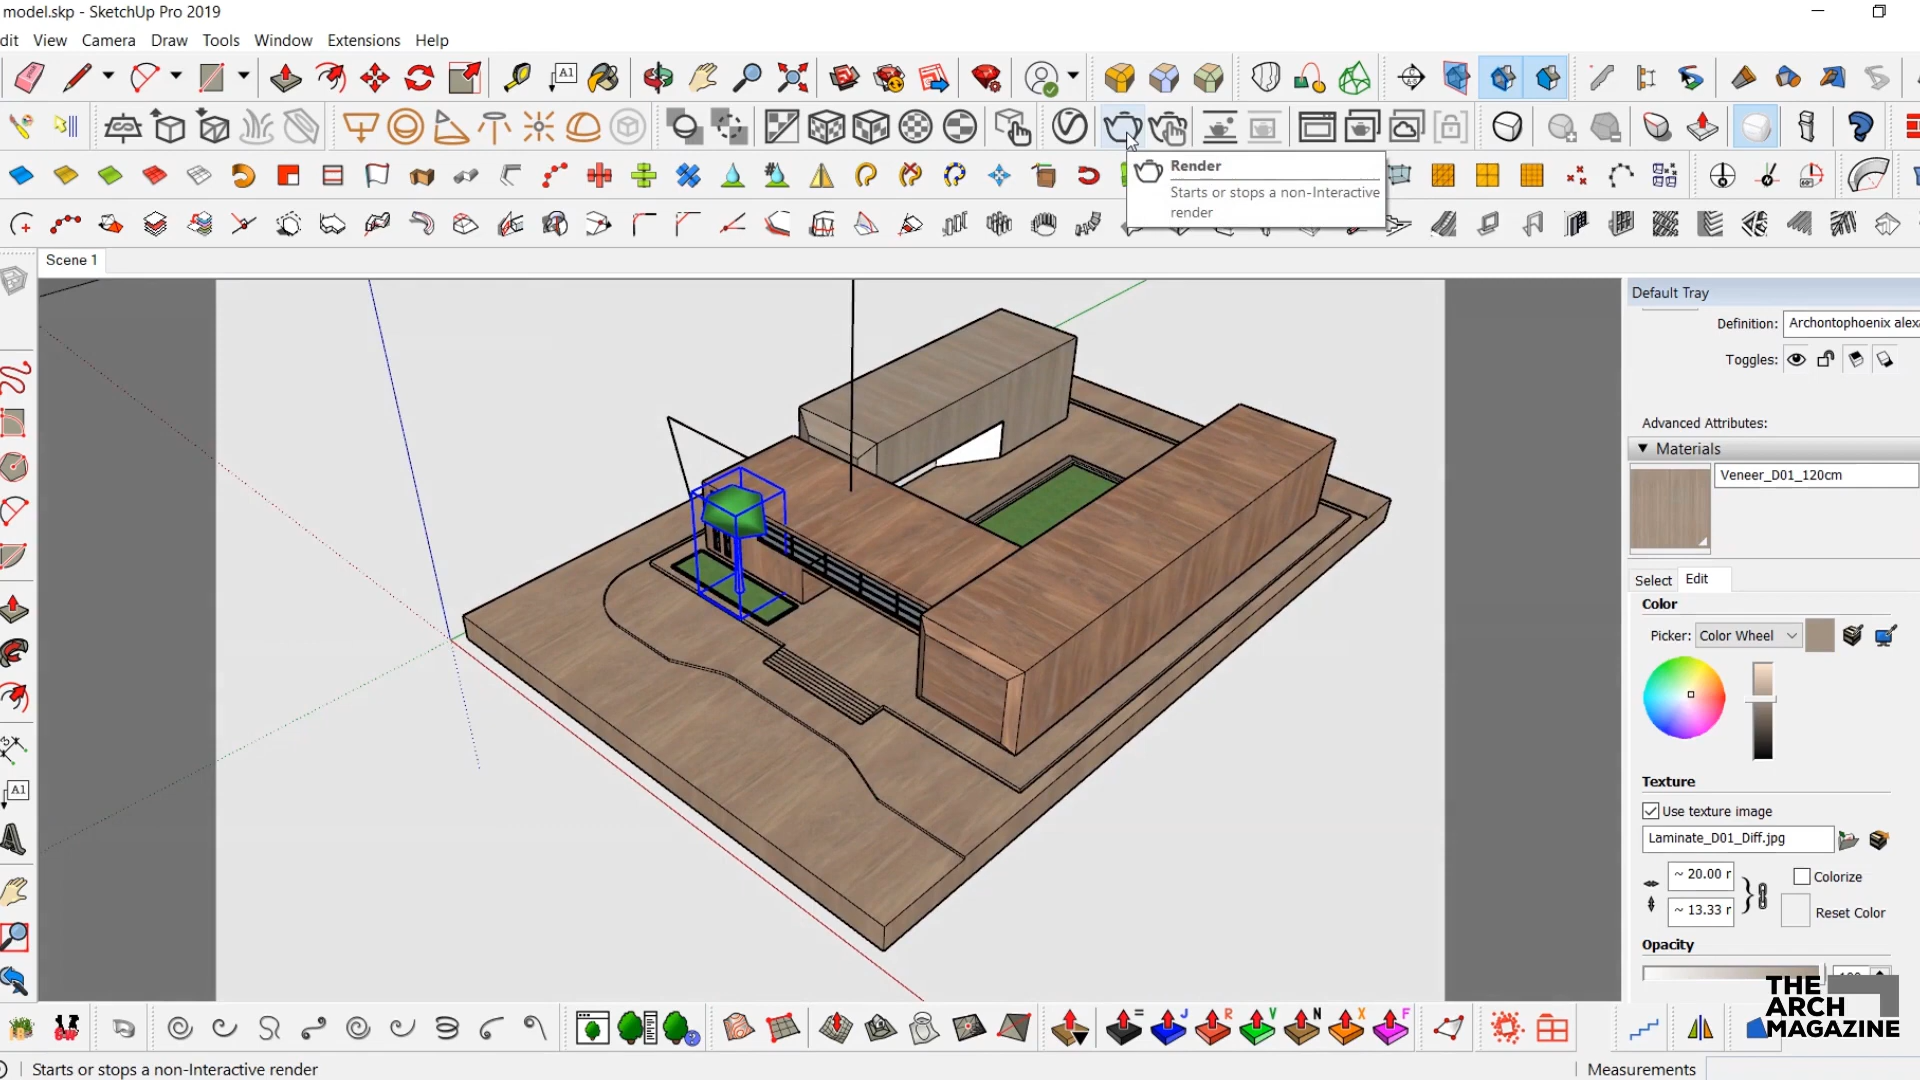 model.skp - SketchUp Pro 2019
dit View Camera Draw Tools Window Extensions Help
A1
Render
Starts or stops a non-Interactive
render
Scene 1
Default Tray
Definition: Archontophoenix alexa
Toggles:
Advanced Attributes:
Materials
Veneer_D01_120cm
Select Edit
Color
Picker: Color Wheel
Texture
Use texture image
Laminate_D01_Diff.jpg
~ 20.00 r
Colorize
~ 13.33 r
Reset Color
Opacity
A1
= J R V N X F
THE
ARCH
MAGAZINE
Starts or stops a non-Interactive render
Measurements